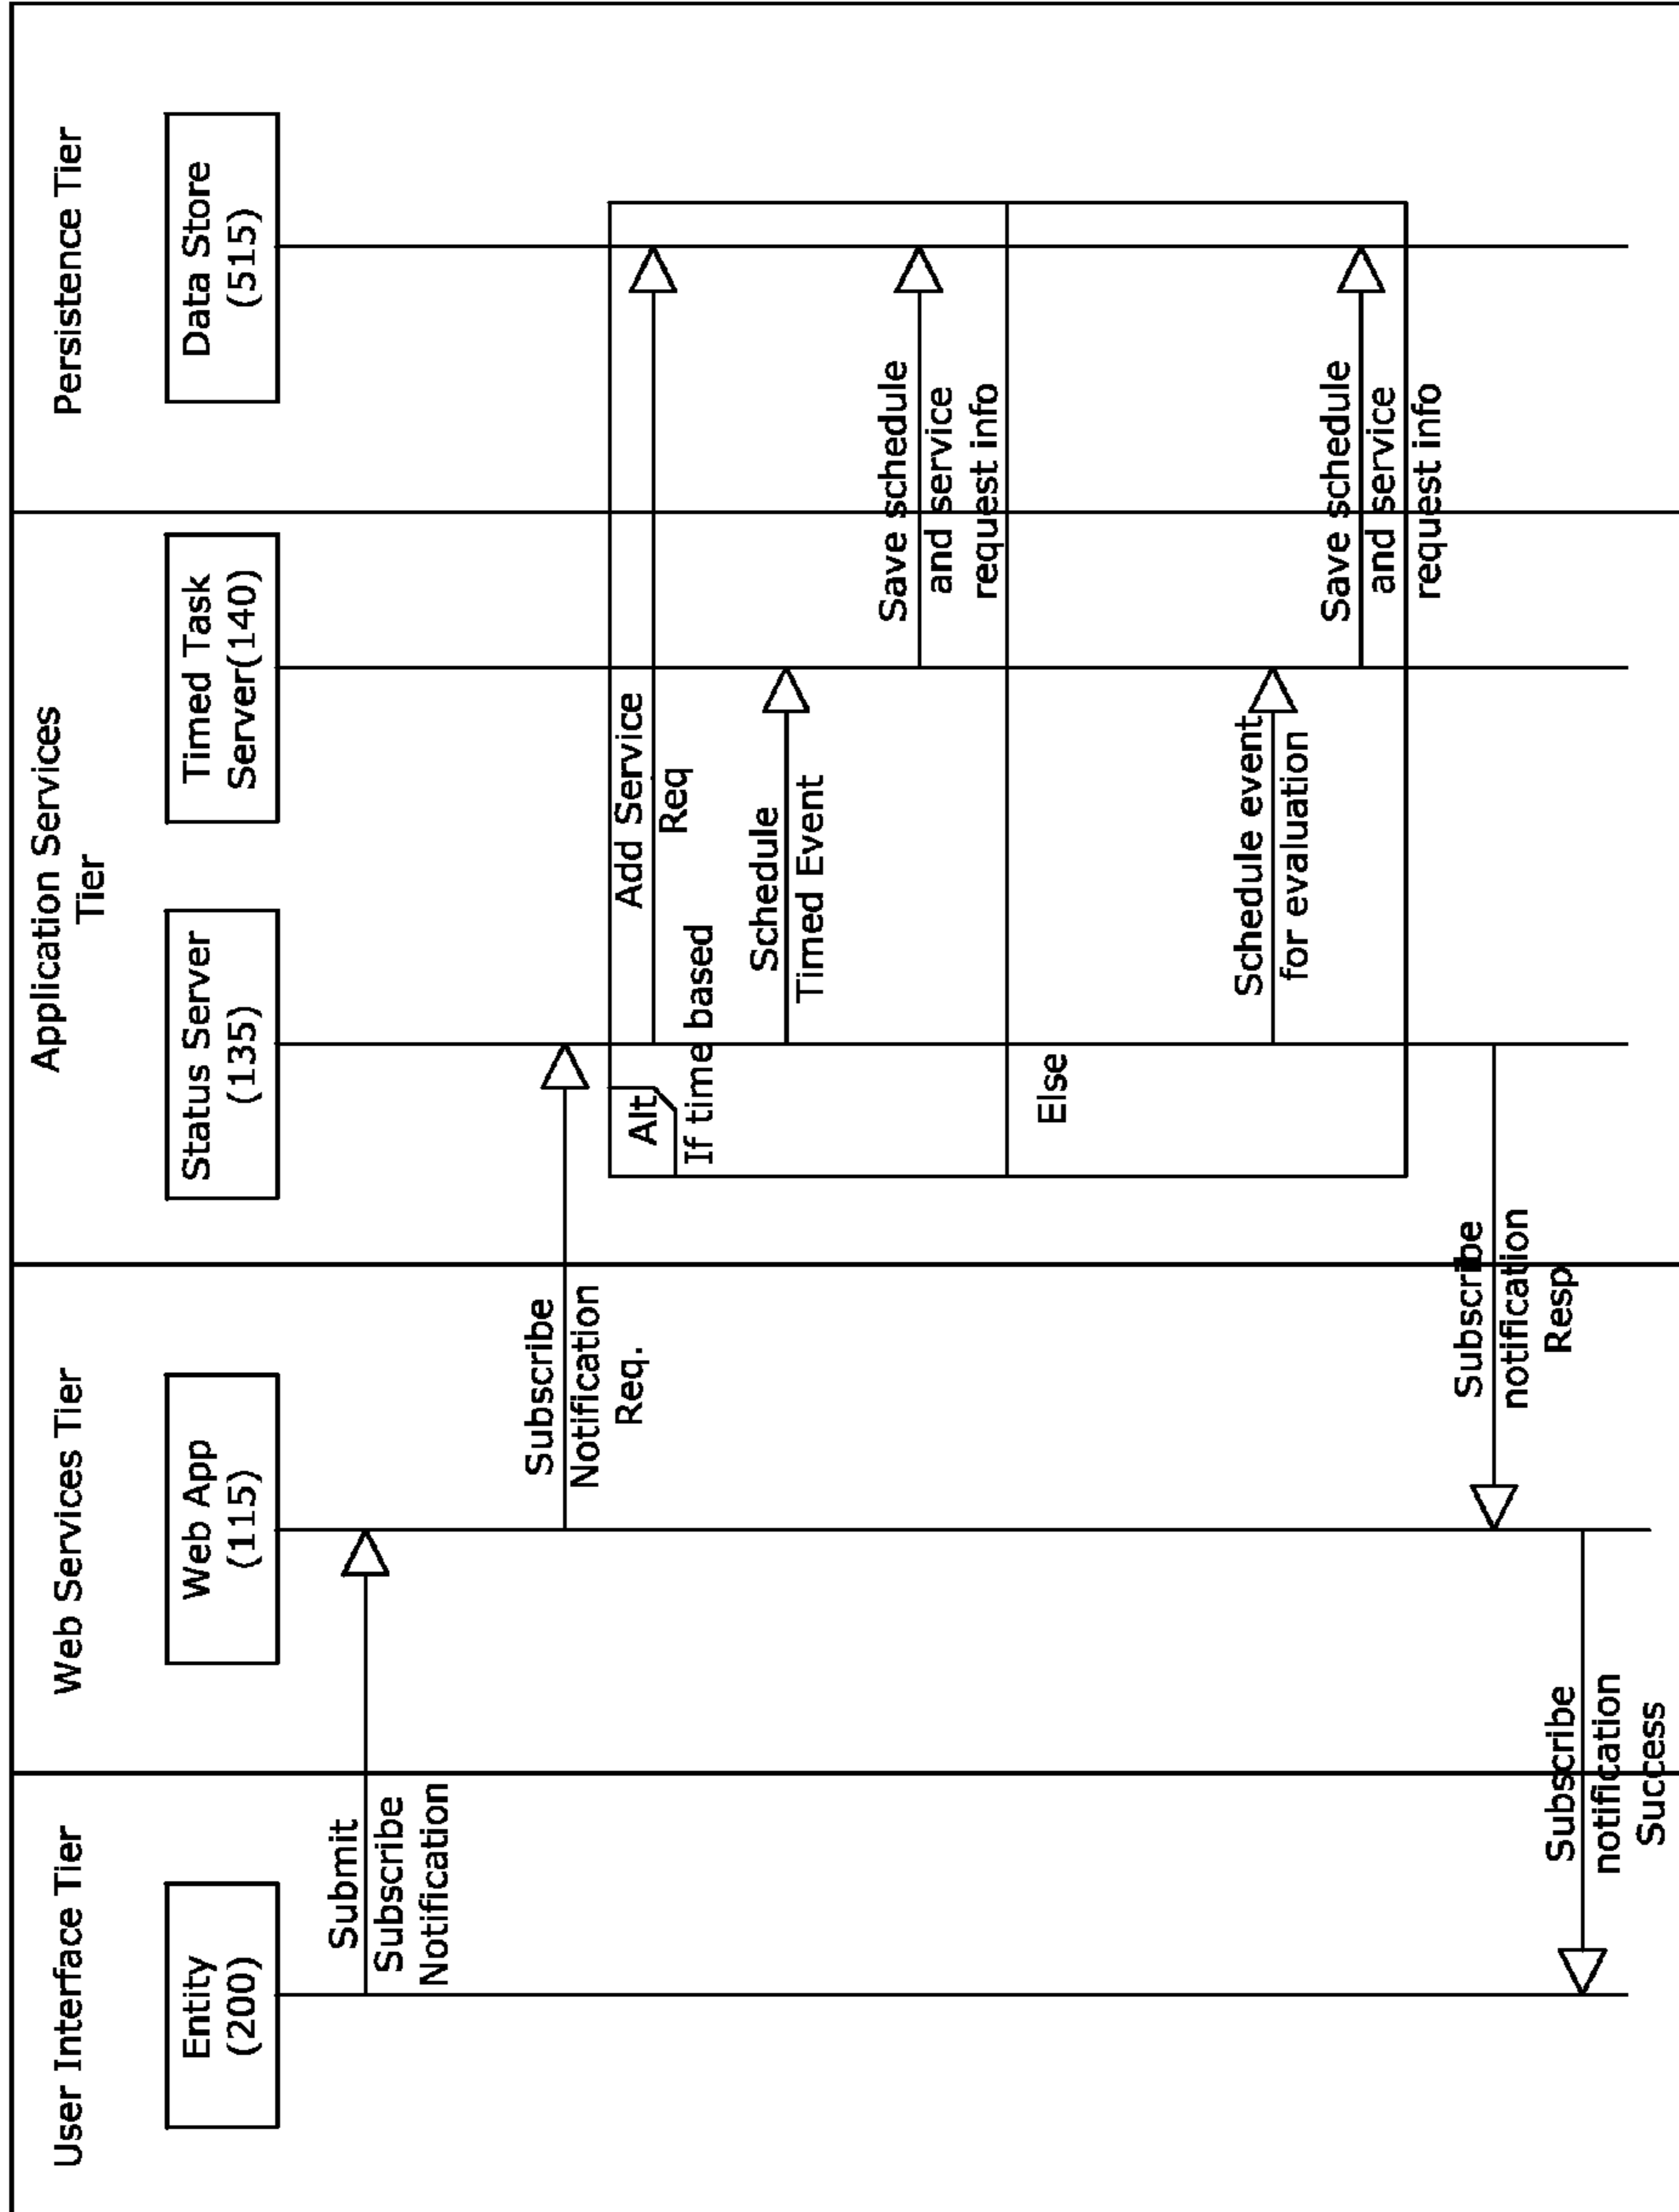 User Interface Tier
Web Services Tier
Application Services
Tier
Persistence Tier
Entity
(200)
Web App
(115)
Status Server
(135)
Timed Task
Server(140)
Data Store
(515)
Submit
Subscribe
Notification
Subscribe
Notification
Req.
Alt
Add Service
Req
If time based
Schedule
Timed Event
Save schedule
and service
request info
Else
Schedule event
for evaluation
Save schedule
and service
request info
Subscribe
notification
Resp
Subscribe
notification
Success